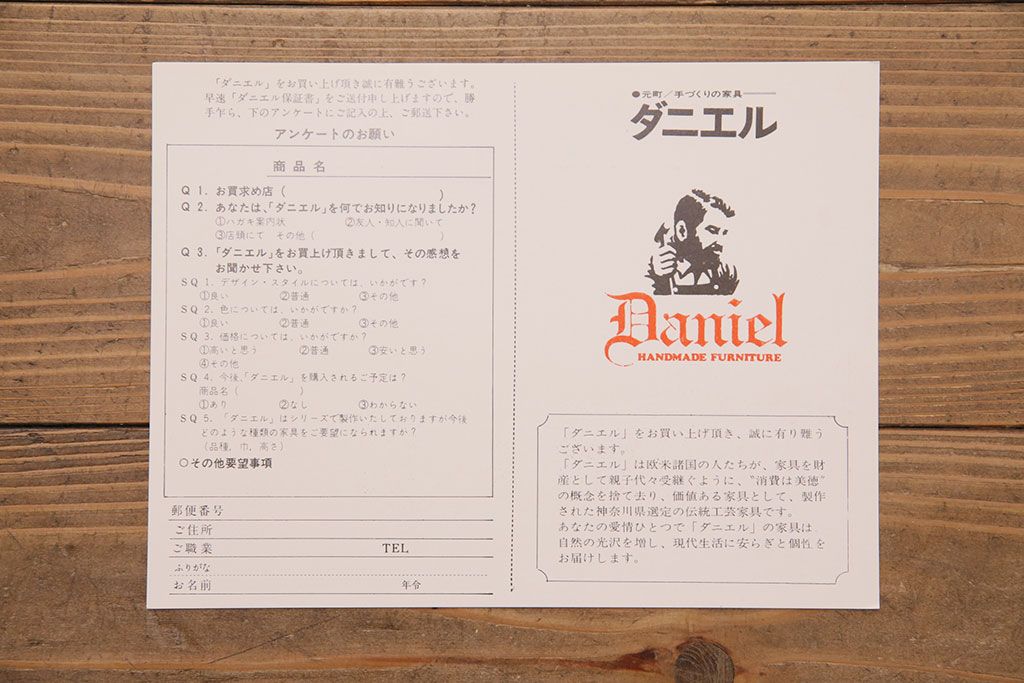 「ダニエル」をお買い上げ頂き誠に有難うございます。
早速「ダニエル保証書」をご送付申し上げますので、勝
手乍ら、下のアンケートにご記入の上、ご郵送下さい。
アンケートのお願い
商品名
Q1. お買求め店（　　　　　　　　　　）
Q2. あなたは、「ダニエル」を何でお知りになりましたか？
①ハガキ案内状　②友人・知人に聞いて
③店頭にて　その他（　　　　　　　　）
Q3. 「ダニエル」をお買上げ頂きまして、その感想を
お聞かせ下さい。
SQ1. デザイン・スタイルについては、いかがです？
①良い　②普通　③その他
SQ2. 色については、いかがですか？
①良い　②普通　③その他
SQ3. 価格については、いかがですか？
①高いと思う　②普通　③安いと思う
④その他
SQ4. 今後、「ダニエル」を購入されるご予定は？
商品名（　　　　　）
①あり　②なし　③わからない
SQ5. 「ダニエル」はシリーズで製作いたしておりますが今後
どのような種類の家具をご要望になられますか？
（品種，巾，高さ）
○その他要望事項
郵便番号
ご住所
ご職業　TEL
ふりがな
お名前　年令
●元町／手づくりの家具
ダニエル
Daniel
HANDMADE FURNITURE
「ダニエル」をお買い上げ頂き、誠に有り難う
ございます。
「ダニエル」は欧米諸国の人たちが、家具を財
産として親子代々受継ぐように、“消費は美徳”
の概念を捨て去り、価値ある家具として、製作
された神奈川県選定の伝統工芸家具です。
あなたの愛情ひとつで「ダニエル」の家具は、
自然の光沢を増し、現代生活に安らぎと個性を
お届けします。